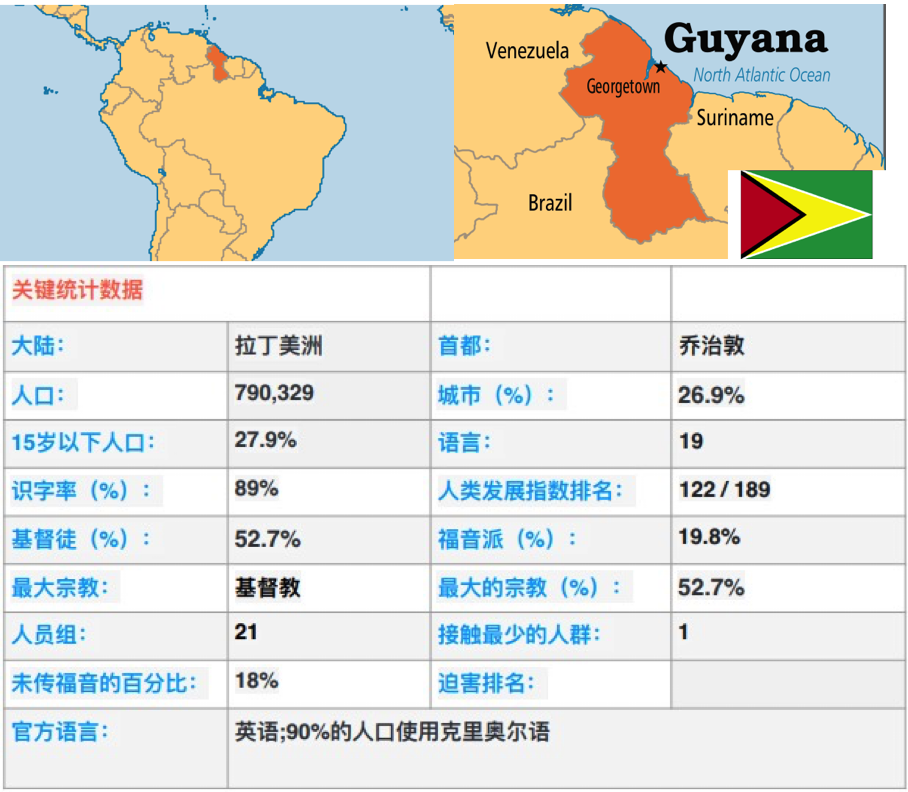 Guyana
Venezuela
North Atlantic Ocean
Georgetown
Suriname
Brazil
关键统计数据
大陆： 拉丁美洲 首都： 乔治敦
人口： 790,329 城市（%）： 26.9%
15岁以下人口： 27.9% 语言： 19
识字率（%）： 89% 人类发展指数排名： 122 / 189
基督徒（%）： 52.7% 福音派（%）： 19.8%
最大宗教： 基督教 最大的宗教（%）： 52.7%
人员组： 21 接触最少的人群： 1
未传福音的百分比： 18% 迫害排名：
官方语言： 英语;90%的人口使用克里奥尔语